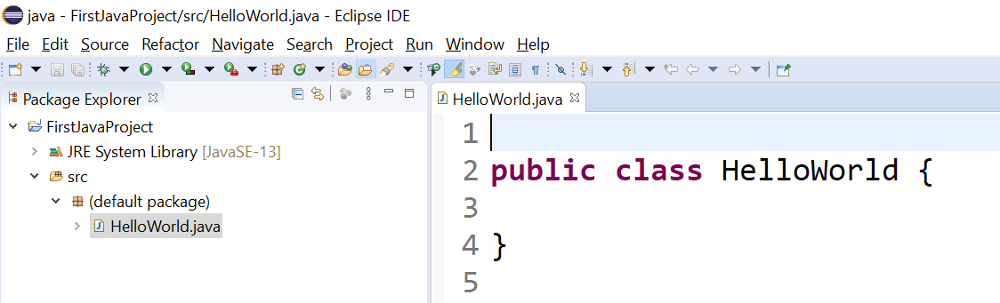 java - FirstJavaProject/src/HelloWorld.java - Eclipse IDE
File Edit Source Refactor Navigate Search Project Run Window Help
Package Explorer
FirstJavaProject
JRE System Library [JavaSE-13]
src
(default package)
HelloWorld.java
HelloWorld.java
1
2 public class HelloWorld {
3
4 }
5